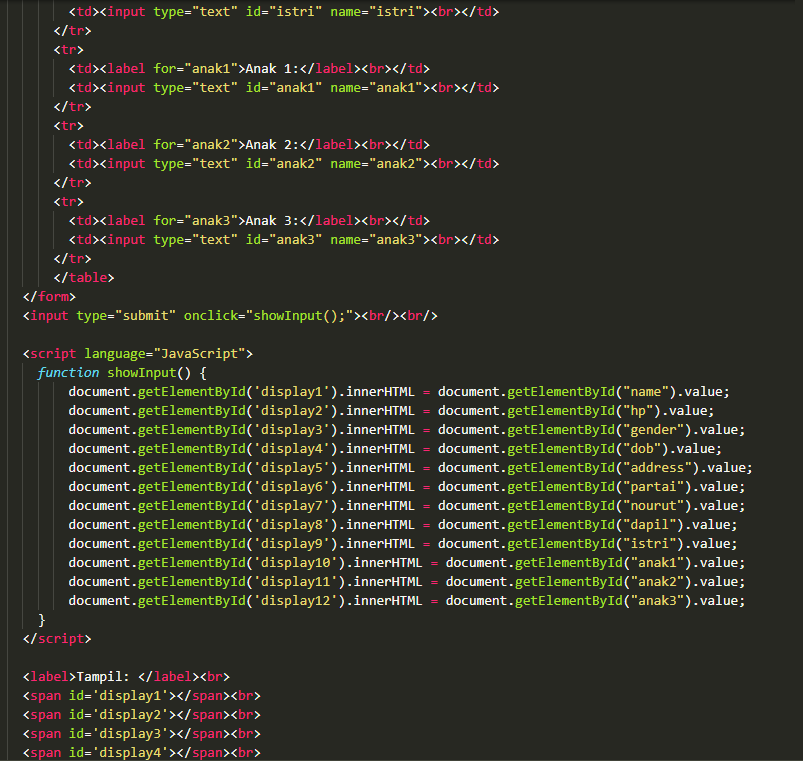 <td><input type="text" id="istri" name="istri"><br></td>
</tr>
<tr>
<td><label for="anak1">Anak 1:</label><br></td>
<td><input type="text" id="anak1" name="anak1"><br></td>
</tr>
<tr>
<td><label for="anak2">Anak 2:</label><br></td>
<td><input type="text" id="anak2" name="anak2"><br></td>
</tr>
<tr>
<td><label for="anak3">Anak 3:</label><br></td>
<td><input type="text" id="anak3" name="anak3"><br></td>
</tr>
</table>
</form>
<input type="submit" onclick="showInput();"><br/><br/>
<script language="JavaScript">
function showInput() {
document.getElementById('display1').innerHTML = document.getElementById("name").value;
document.getElementById('display2').innerHTML = document.getElementById("hp").value;
document.getElementById('display3').innerHTML = document.getElementById("gender").value;
document.getElementById('display4').innerHTML = document.getElementById("dob").value;
document.getElementById('display5').innerHTML = document.getElementById("address").value;
document.getElementById('display6').innerHTML = document.getElementById("partai").value;
document.getElementById('display7').innerHTML = document.getElementById("nourut").value;
document.getElementById('display8').innerHTML = document.getElementById("dapil").value;
document.getElementById('display9').innerHTML = document.getElementById("istri").value;
document.getElementById('display10').innerHTML = document.getElementById("anak1").value;
document.getElementById('display11').innerHTML = document.getElementById("anak2").value;
document.getElementById('display12').innerHTML = document.getElementById("anak3").value;
}
</script>
<label>Tampil: </label><br>
<span id='display1'></span><br>
<span id='display2'></span><br>
<span id='display3'></span><br>
<span id='display4'></span><br>